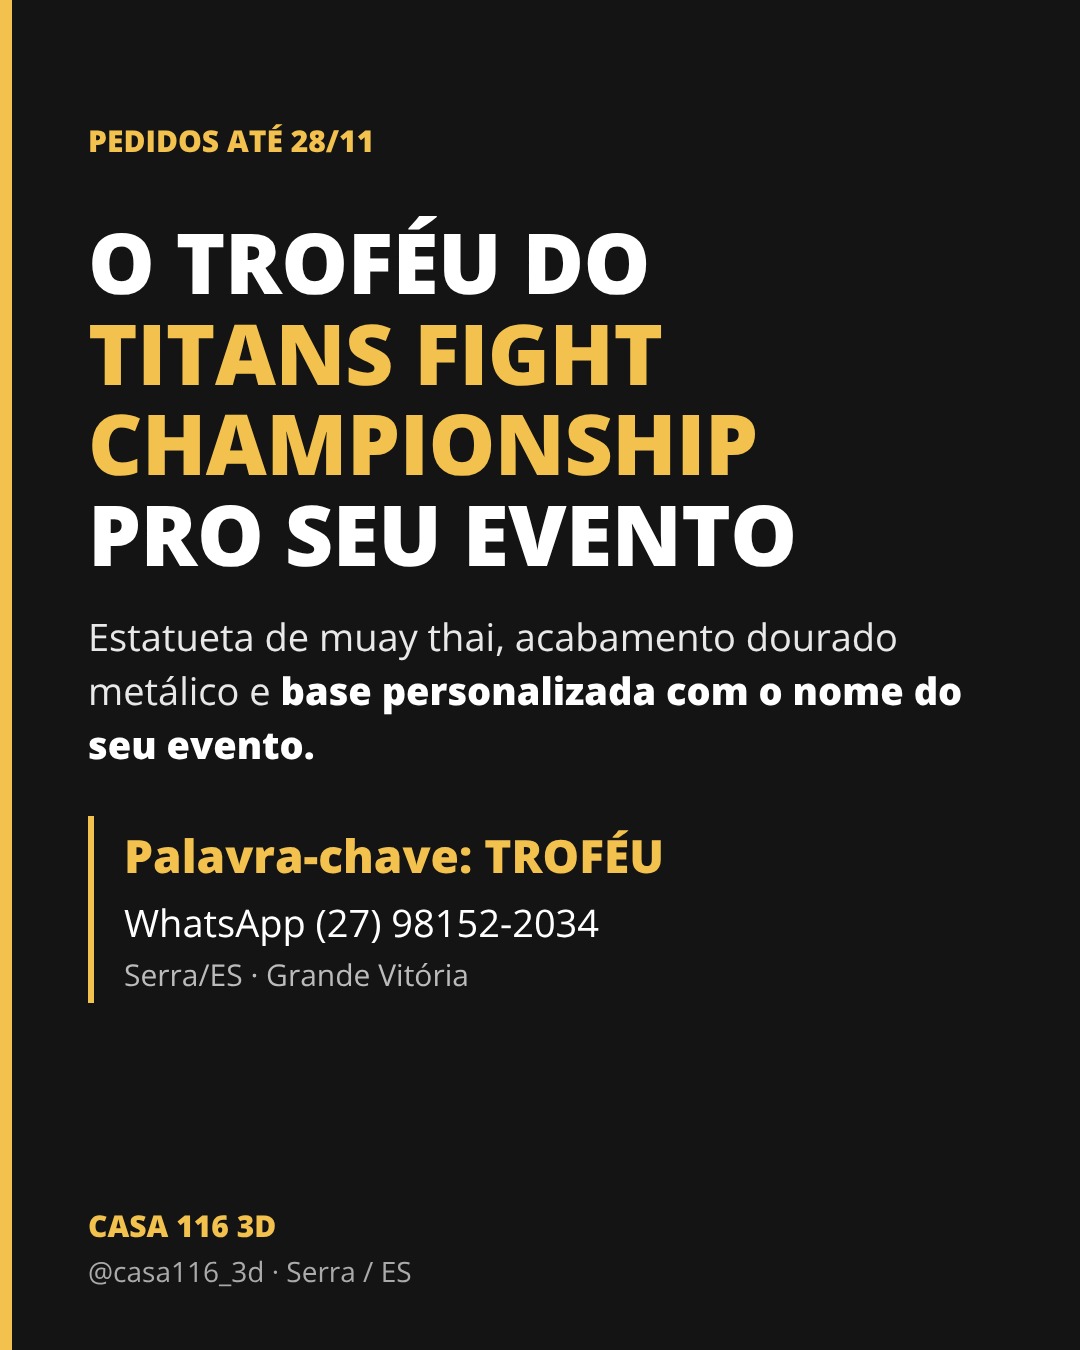 PEDIDOS ATÉ 28/11
O TROFÉU DO
TITANS FIGHT
CHAMPIONSHIP
PRO SEU EVENTO
Estatueta de muay thai, acabamento dourado
metálico e base personalizada com o nome do
seu evento.
Palavra-chave: TROFÉU
WhatsApp (27) 98152-2034
Serra/ES · Grande Vitória
CASA 116 3D
@casa116_3d · Serra / ES